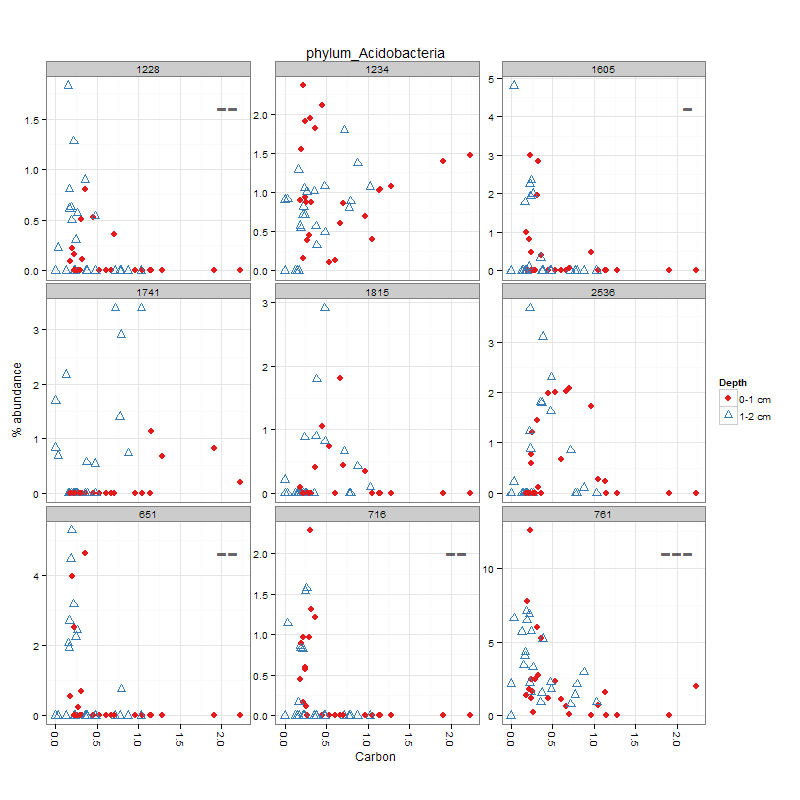 phylum_Acidobacteria
1228 1234 1605
-- -
0.0 0.5 1.0 1.5
0.0 0.5 1.0 1.5 2.0
0 1 2 3 4 5
1741 1815 2536
0 1 2 3
0 1 2 3
0 1 2 3
% abundance
Depth
0-1 cm
1-2 cm
651 716 761
-- -- ---
0 2 4
0.0 0.5 1.0 1.5 2.0
0 5 10
0.0 0.5 1.0 1.5 2.0 0.0 0.5 1.0 1.5 2.0 0.0 0.5 1.0 1.5 2.0
Carbon